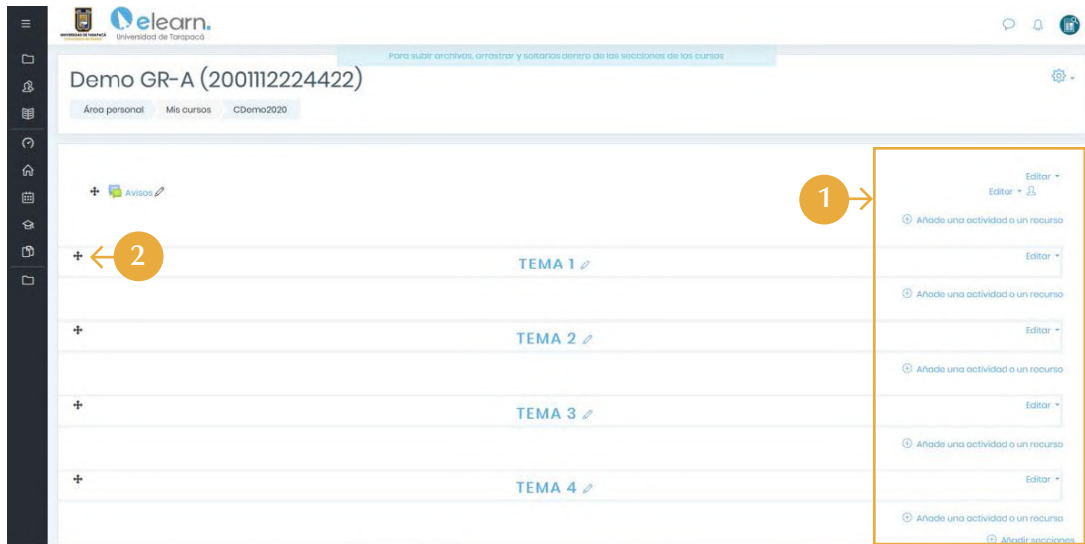 elearn.
Universidad de Tarapacá
Para subir archivos, arrastrar y soltarlos dentro de las secciones de los cursos
Demo GR-A (2001112224422)
Área personal Mis cursos CDemo2020
Editar
Avisos
Editar
1
Añade una actividad o un recurso
2
TEMA 1
Editar
Añade una actividad o un recurso
TEMA 2
Editar
Añade una actividad o un recurso
TEMA 3
Editar
Añade una actividad o un recurso
TEMA 4
Editar
Añade una actividad o un recurso
Añadir secciones